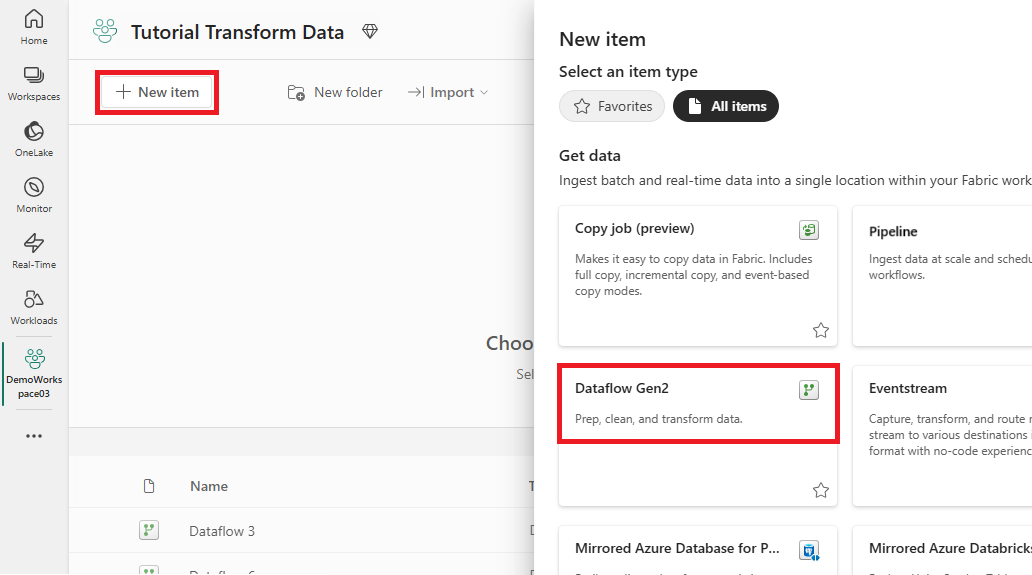 Home
Workspaces
OneLake
Monitor
Real-Time
Workloads
DemoWorks
pace03
Tutorial Transform Data
New item
New folder
Import
Choo
Sel
Name
Dataflow 3
New item
Select an item type
Favorites
All items
Get data
Ingest batch and real-time data into a single location within your Fabric work
Copy job (preview)
Makes it easy to copy data in Fabric. Includes
full copy, incremental copy, and event-based
copy modes.
Pipeline
Ingest data at scale and schedu
workflows.
Dataflow Gen2
Prep, clean, and transform data.
Eventstream
Capture, transform, and route r
stream to various destinations i
format with no-code experienc
Mirrored Azure Database for P...
Mirrored Azure Databricks